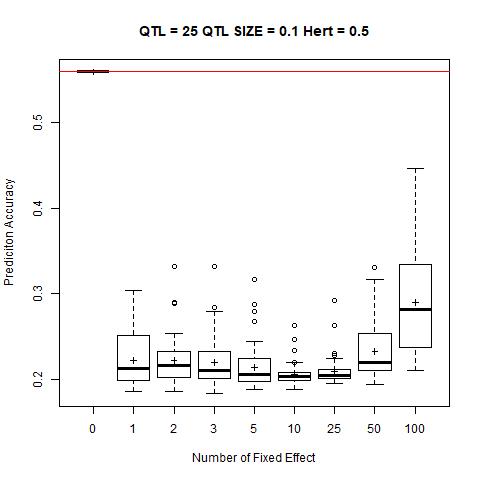 QTL = 25 QTL SIZE = 0.1 Hert = 0.5
Prediciton Accuracy
0.5
0.4
0.3
0.2
0 1 2 3 5 10 25 50 100
Number of Fixed Effect